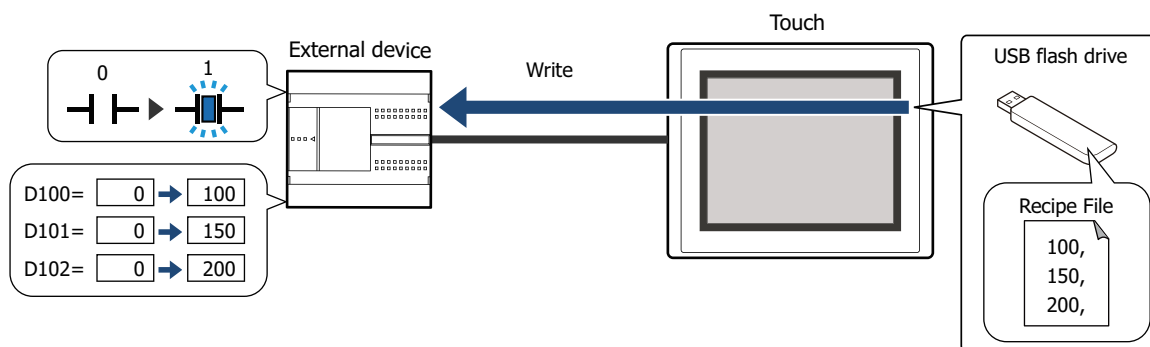 Touch
External device
USB flash drive
Write
0 1
D100= 0 100
D101= 0 150
D102= 0 200
Recipe File
100,
150,
200,